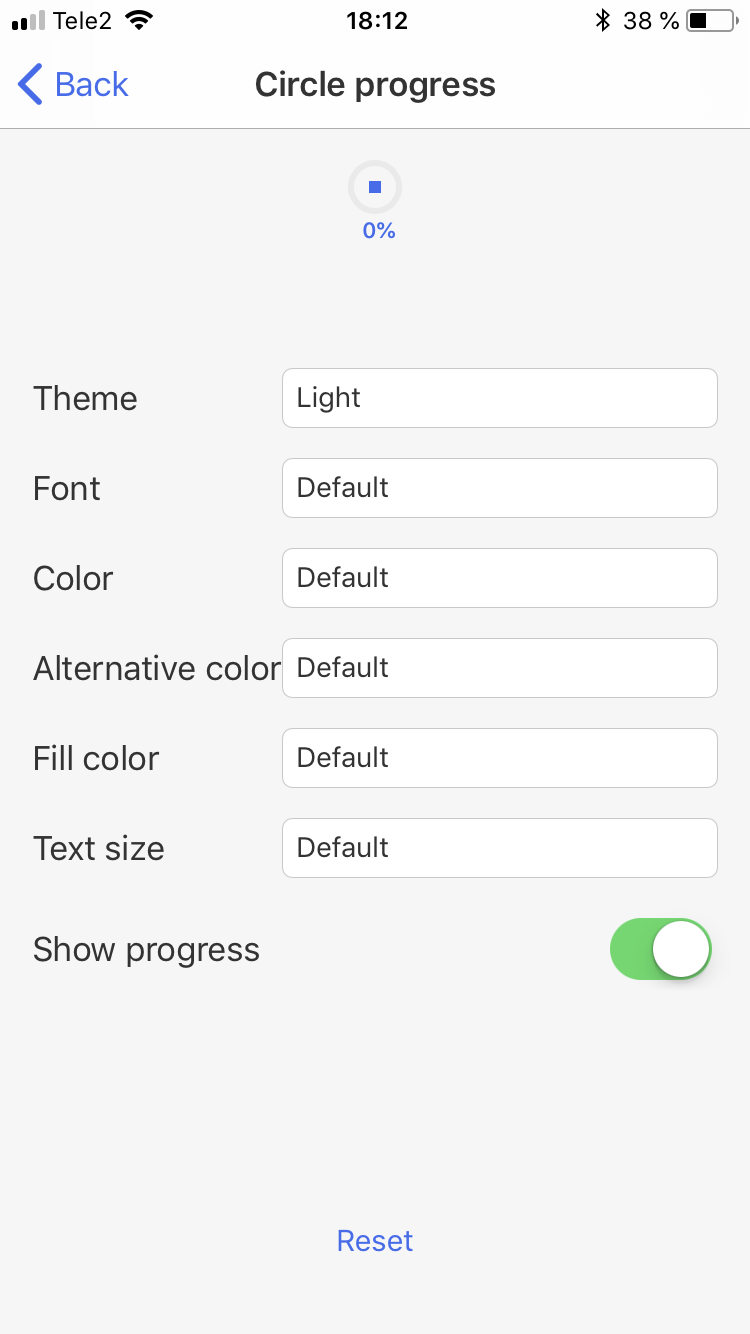 Tele2 18:12 38 %
Back Circle progress
0%
Theme Light
Font Default
Color Default
Alternative color Default
Fill color Default
Text size Default
Show progress
Reset